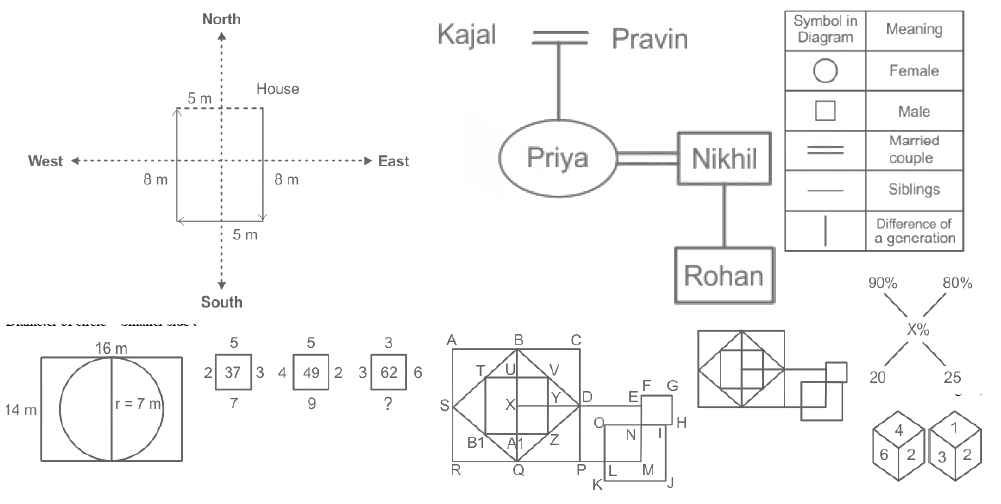 North
House
5 m
West
East
8 m
8 m
5 m
South
Kajal
Pravin
Priya
Nikhil
Rohan
Symbol in Meaning
Diagram
Female
Male
Married
couple
Siblings
Difference of
a generation
90% 80%
X%
20 25
16 m
14 m
r = 7 m
5
2 37 3
7
5
4 49 2
9
3
3 62 6
?
A B C
T U V
S X Y D E F G
O H
B1 A1 Z N I
R Q P L M
K J
4
6 2
1
3 2